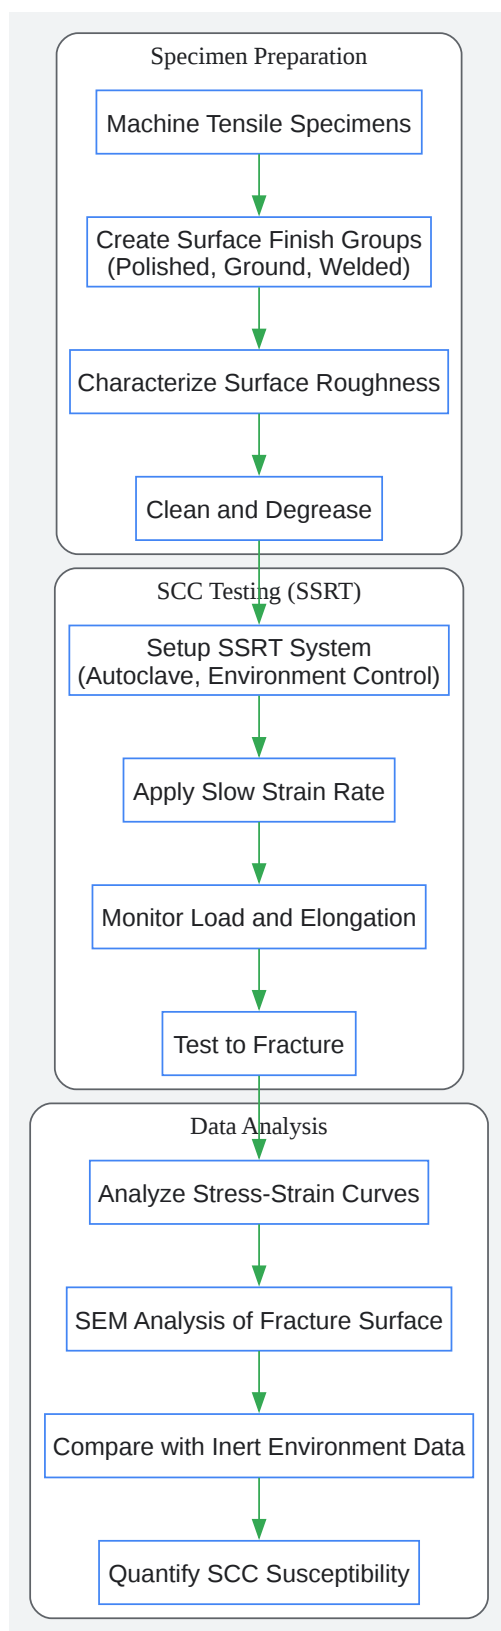 Specimen Preparation
Machine Tensile Specimens
Create Surface Finish Groups
(Polished, Ground, Welded)
Characterize Surface Roughness
Clean and Degrease
SCC Testing (SSRT)
Setup SSRT System
(Autoclave, Environment Control)
Apply Slow Strain Rate
Monitor Load and Elongation
Test to Fracture
Data Analysis
Analyze Stress-Strain Curves
SEM Analysis of Fracture Surface
Compare with Inert Environment Data
Quantify SCC Susceptibility